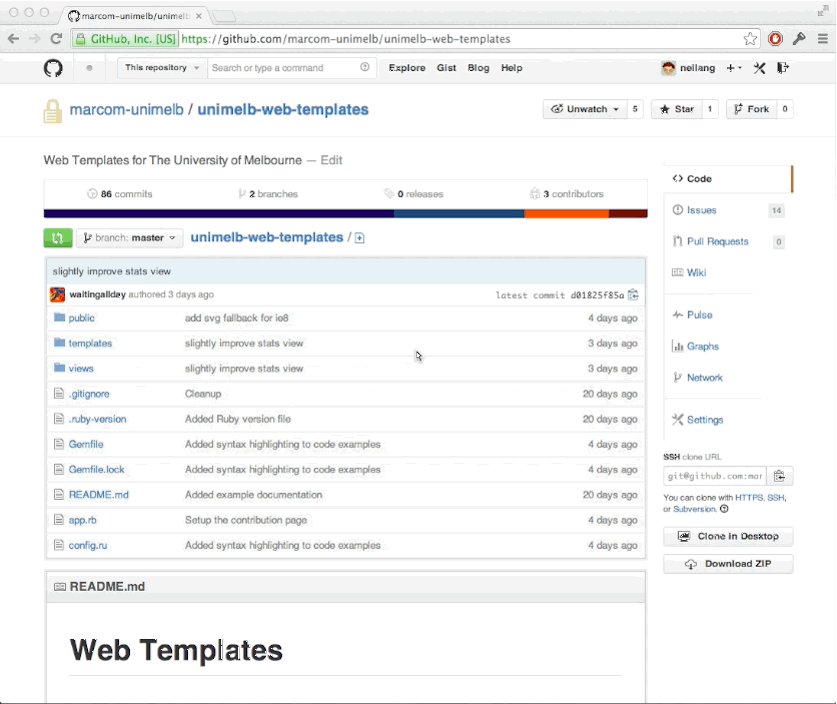 marcom-unimelb/unimelb
GitHub, Inc. [US] https://github.com/marcom-unimelb/unimelb-web-templates
This repository Search or type a command Explore Gist Blog Help neilang
marcom-unimelb / unimelb-web-templates Unwatch 5 Star 1 Fork 0
Web Templates for The University of Melbourne — Edit
86 commits 2 branches 0 releases 3 contributors
branch: master unimelb-web-templates /
slightly improve stats view
waitingallday authored 3 days ago latest commit d01825f85a
public add svg fallback for ie8 4 days ago
templates slightly improve stats view 3 days ago
views slightly improve stats view 3 days ago
.gitignore Cleanup 20 days ago
.ruby-version Added Ruby version file 20 days ago
Gemfile Added syntax highlighting to code examples 4 days ago
Gemfile.lock Added syntax highlighting to code examples 4 days ago
README.md Added example documentation 20 days ago
app.rb Setup the contribution page 4 days ago
config.ru Added syntax highlighting to code examples 4 days ago
README.md
Web Templates
Code
Issues 14
Pull Requests 0
Wiki
Pulse
Graphs
Network
Settings
SSH clone URL
git@github.com:mar
You can clone with HTTPS, SSH,
or Subversion.
Clone in Desktop
Download ZIP